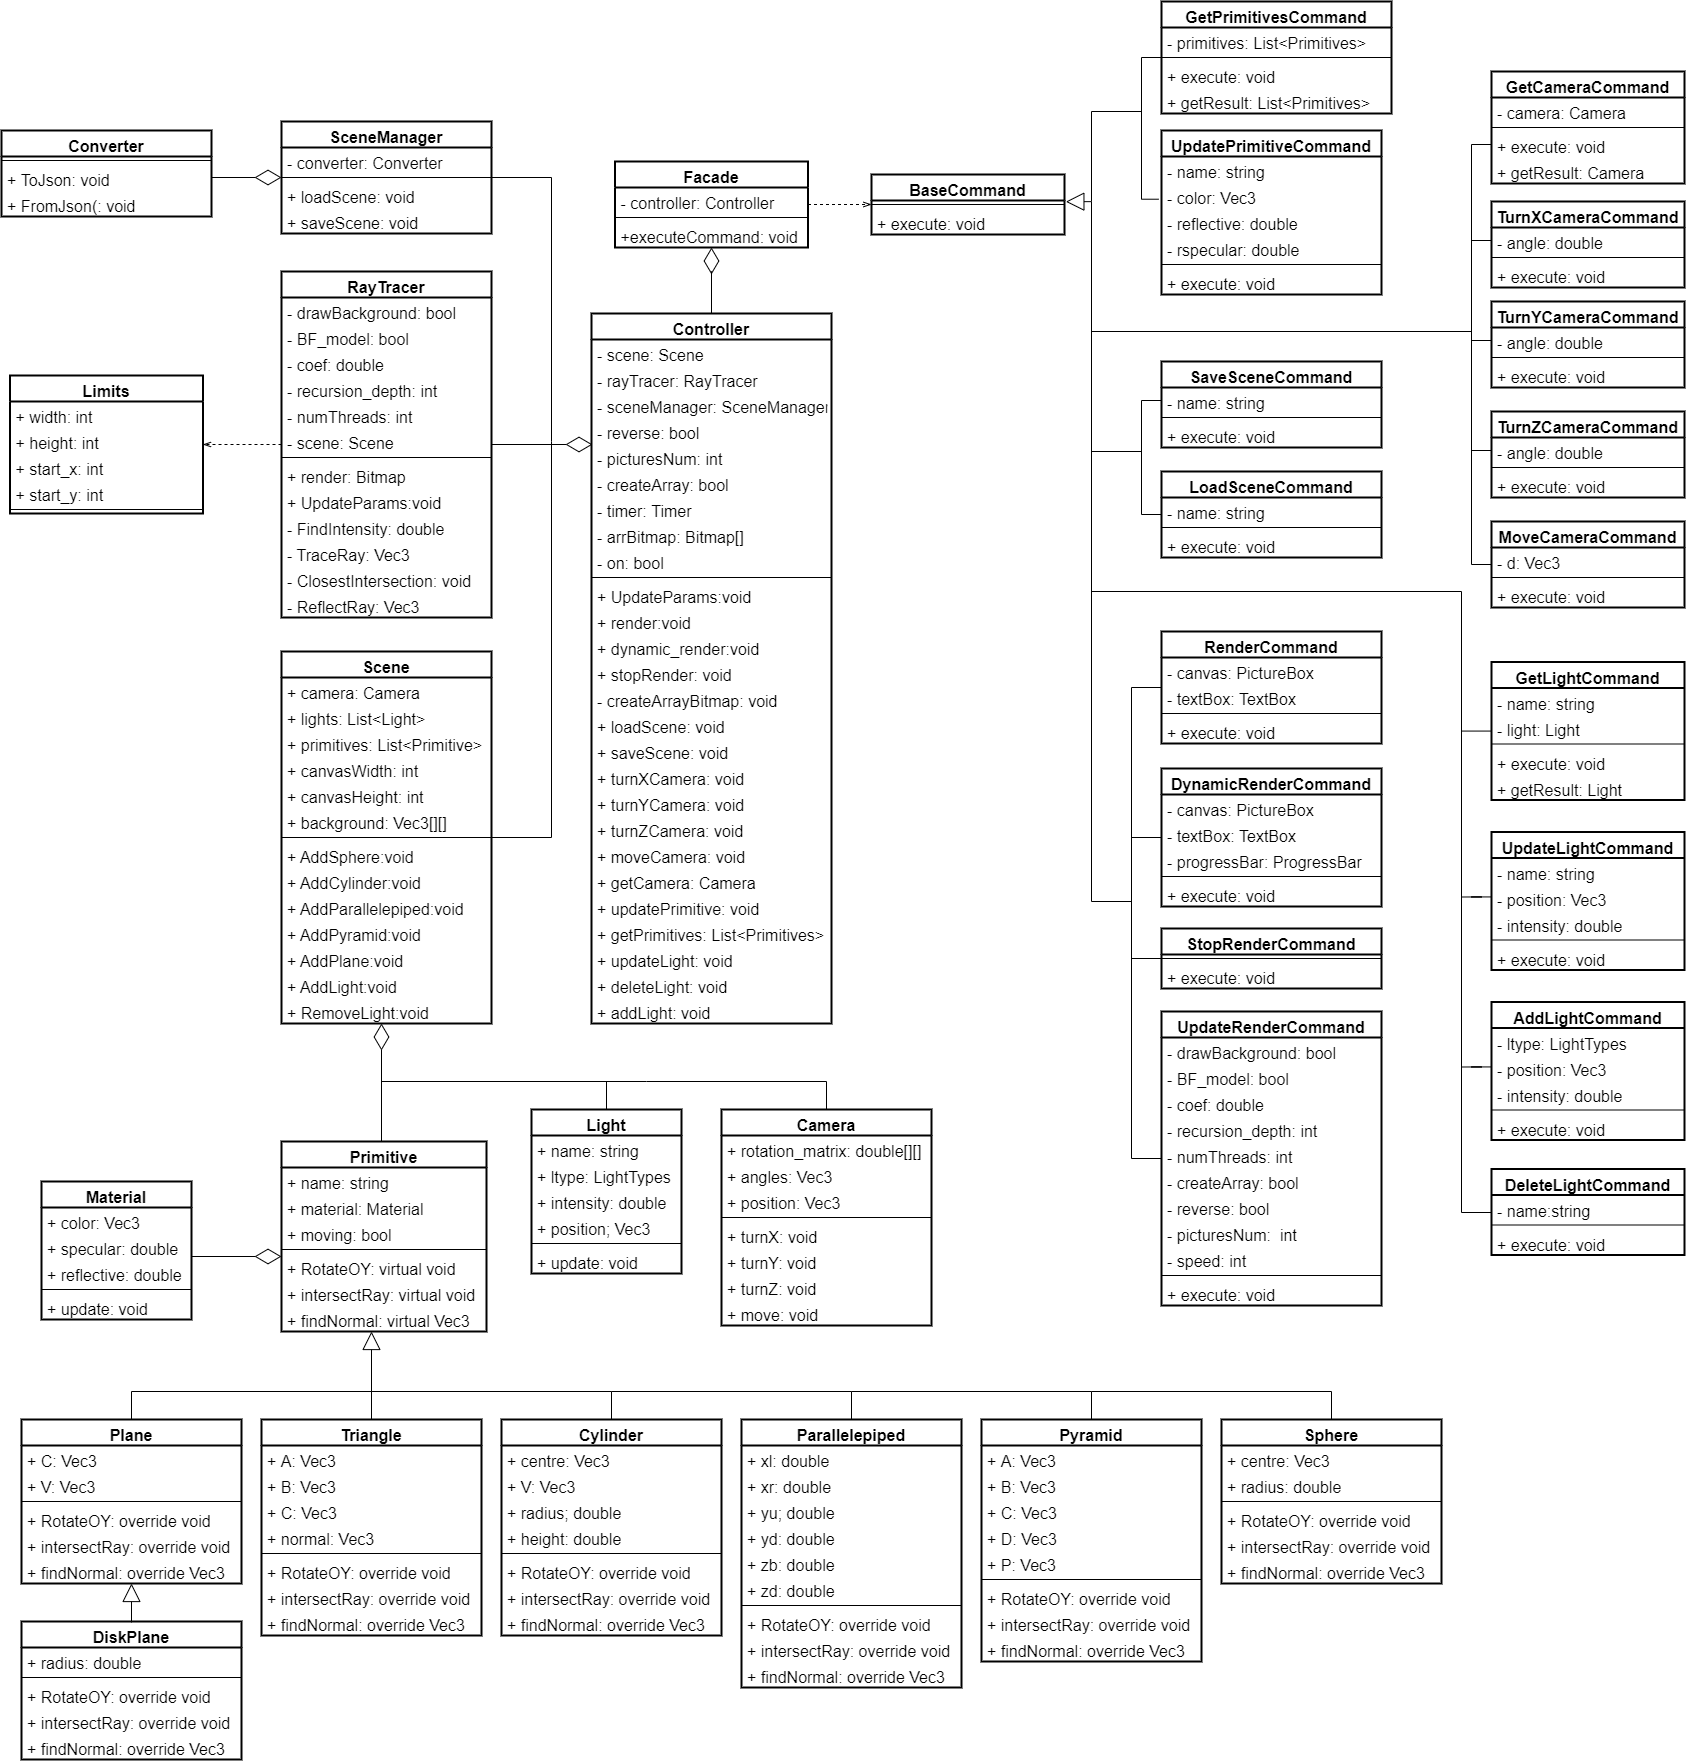 GetPrimitivesCommand
- primitives: List<Primitives>
+ execute: void
+ getResult: List<Primitives>
GetCameraCommand
- camera: Camera
+ execute: void
+ getResult: Camera
Converter
+ ToJson: void
+ FromJson(: void
SceneManager
- converter: Converter
+ loadScene: void
+ saveScene: void
Facade
- controller: Controller
+executeCommand: void
BaseCommand
+ execute: void
UpdatePrimitiveCommand
- name: string
- color: Vec3
- reflective: double
- rspecular: double
+ execute: void
TurnXCameraCommand
- angle: double
+ execute: void
TurnYCameraCommand
- angle: double
+ execute: void
TurnZCameraCommand
- angle: double
+ execute: void
MoveCameraCommand
- d: Vec3
+ execute: void
RayTracer
- drawBackground: bool
- BF_model: bool
- coef: double
- recursion_depth: int
- numThreads: int
- scene: Scene
+ render: Bitmap
+ UpdateParams:void
- FindIntensity: double
- TraceRay: Vec3
- ClosestIntersection: void
- ReflectRay: Vec3
Limits
+ width: int
+ height: int
+ start_x: int
+ start_y: int
Controller
- scene: Scene
- rayTracer: RayTracer
- sceneManager: SceneManager
- reverse: bool
- picturesNum: int
- createArray: bool
- timer: Timer
- arrBitmap: Bitmap[]
- on: bool
+ UpdateParams:void
+ render:void
+ dynamic_render:void
+ stopRender: void
- createArrayBitmap: void
+ loadScene: void
+ saveScene: void
+ turnXCamera: void
+ turnYCamera: void
+ turnZCamera: void
+ moveCamera: void
+ getCamera: Camera
+ updatePrimitive: void
+ getPrimitives: List<Primitives>
+ updateLight: void
+ deleteLight: void
+ addLight: void
SaveSceneCommand
- name: string
+ execute: void
LoadSceneCommand
- name: string
+ execute: void
RenderCommand
- canvas: PictureBox
- textBox: TextBox
+ execute: void
DynamicRenderCommand
- canvas: PictureBox
- textBox: TextBox
- progressBar: ProgressBar
+ execute: void
StopRenderCommand
+ execute: void
UpdateRenderCommand
- drawBackground: bool
- BF_model: bool
- coef: double
- recursion_depth: int
- numThreads: int
- createArray: bool
- reverse: bool
- picturesNum: int
- speed: int
+ execute: void
GetLightCommand
- name: string
- light: Light
+ execute: void
+ getResult: Light
UpdateLightCommand
- name: string
- position: Vec3
- intensity: double
+ execute: void
AddLightCommand
- ltype: LightTypes
- position: Vec3
- intensity: double
+ execute: void
DeleteLightCommand
- name:string
+ execute: void
Scene
+ camera: Camera
+ lights: List<Light>
+ primitives: List<Primitive>
+ canvasWidth: int
+ canvasHeight: int
+ background: Vec3[][]
+ AddSphere:void
+ AddCylinder:void
+ AddParallelepiped:void
+ AddPyramid:void
+ AddPlane:void
+ AddLight:void
+ RemoveLight:void
Light
+ name: string
+ ltype: LightTypes
+ intensity: double
+ position; Vec3
+ update: void
Camera
+ rotation_matrix: double[][]
+ angles: Vec3
+ position: Vec3
+ turnX: void
+ turnY: void
+ turnZ: void
+ move: void
Material
+ color: Vec3
+ specular: double
+ reflective: double
+ update: void
Primitive
+ name: string
+ material: Material
+ moving: bool
+ RotateOY: virtual void
+ intersectRay: virtual void
+ findNormal: virtual Vec3
Plane
+ C: Vec3
+ V: Vec3
+ RotateOY: override void
+ intersectRay: override void
+ findNormal: override Vec3
Triangle
+ A: Vec3
+ B: Vec3
+ C: Vec3
+ normal: Vec3
+ RotateOY: override void
+ intersectRay: override void
+ findNormal: override Vec3
Cylinder
+ centre: Vec3
+ V: Vec3
+ radius; double
+ height: double
+ RotateOY: override void
+ intersectRay: override void
+ findNormal: override Vec3
Parallelepiped
+ xl: double
+ xr: double
+ yu; double
+ yd: double
+ zb: double
+ zd: double
+ RotateOY: override void
+ intersectRay: override void
+ findNormal: override Vec3
Pyramid
+ A: Vec3
+ B: Vec3
+ C: Vec3
+ D: Vec3
+ P: Vec3
+ RotateOY: override void
+ intersectRay: override void
+ findNormal: override Vec3
Sphere
+ centre: Vec3
+ radius: double
+ RotateOY: override void
+ intersectRay: override void
+ findNormal: override Vec3
DiskPlane
+ radius: double
+ RotateOY: override void
+ intersectRay: override void
+ findNormal: override Vec3